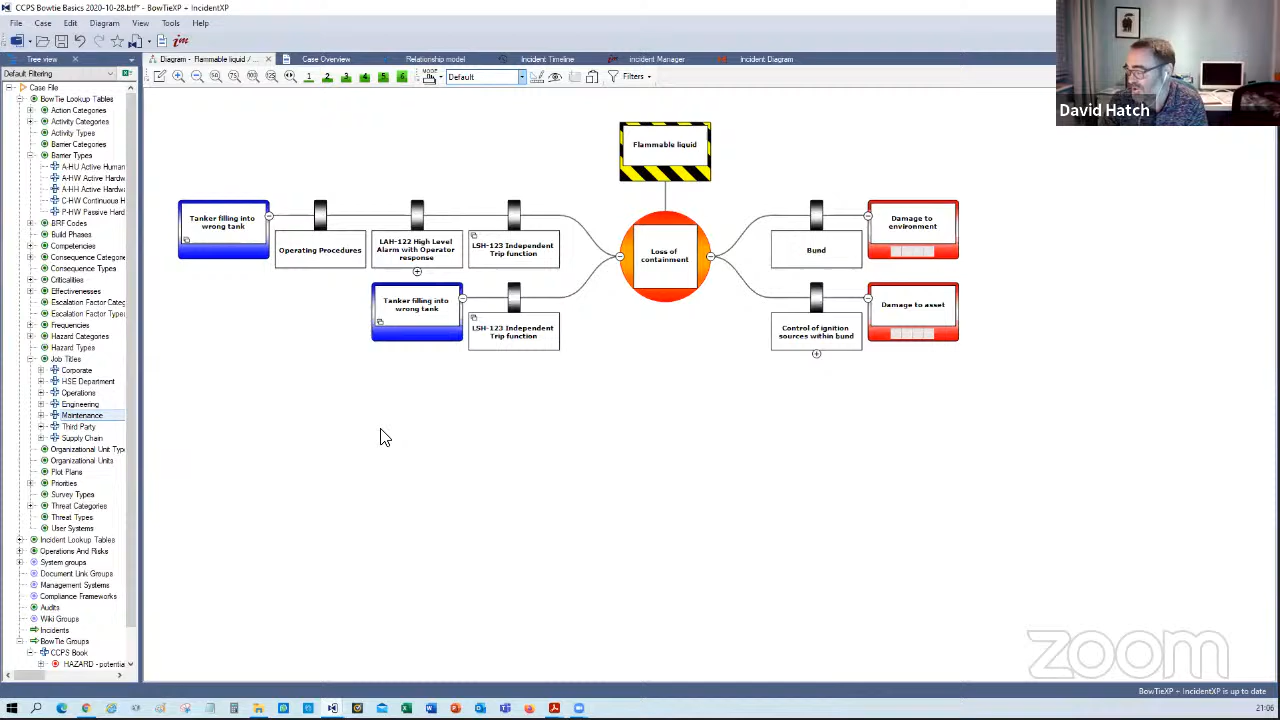 CCPS Bowtie Basics 2020-10-28.btf* - BowTieXP + IncidentXP
File Case Edit Diagram View Tools Help
Tree view
Diagram - Flammable liquid / ...
Case Overview
Relationship model
Incident Timeline
Incident Manager
Incident Diagram
Default Filtering
MODE
Default
Filters
Case File
BowTie Lookup Tables
Action Categories
Activity Categories
Activity Types
Barrier Categories
Barrier Types
A-HU Active Human
A-HW Active Hardw
A-HH Active Hardw
C-HW Continuous H
P-HW Passive Hard
BRF Codes
Build Phases
Competencies
Consequence Categorie
Consequence Types
Criticalities
Effectivenesses
Escalation Factor Categ
Escalation Factor Types
Frequencies
Hazard Categories
Hazard Types
Job Titles
Corporate
HSE Department
Operations
Engineering
Maintenance
Third Party
Supply Chain
Organizational Unit Type
Organizational Units
Plot Plans
Priorities
Survey Types
Threat Categories
Threat Types
User Systems
Incident Lookup Tables
Operations And Risks
System groups
Document Link Groups
Management Systems
Compliance Frameworks
Audits
Wiki Groups
Incidents
BowTie Groups
CCPS Book
HAZARD - potentia
Flammable liquid
Tanker filling into
wrong tank
Operating Procedures
LAH-122 High Level
Alarm with Operator
response
LSH-123 Independent
Trip function
Loss of
containment
Bund
Damage to
environment
Tanker filling into
wrong tank
LSH-123 Independent
Trip function
Control of ignition
sources within bund
Damage to asset
David Hatch
zoom
BowTieXP + IncidentXP is up to date
21:06